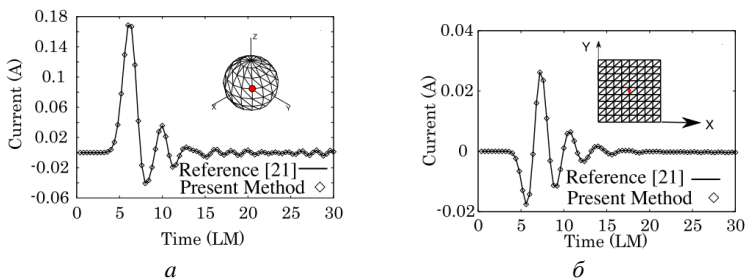 0.18
0.14
0.1
0.06
0.02
-0.02
-0.06
Current (A)
Z
X
Y
Reference [21]
Present Method
0 5 10 15 20 25 30
Time (LM)
а
0.04
0.02
0
-0.02
Current (A)
Y
X
Reference [21]
Present Method
0 5 10 15 20 25 30
Time (LM)
б